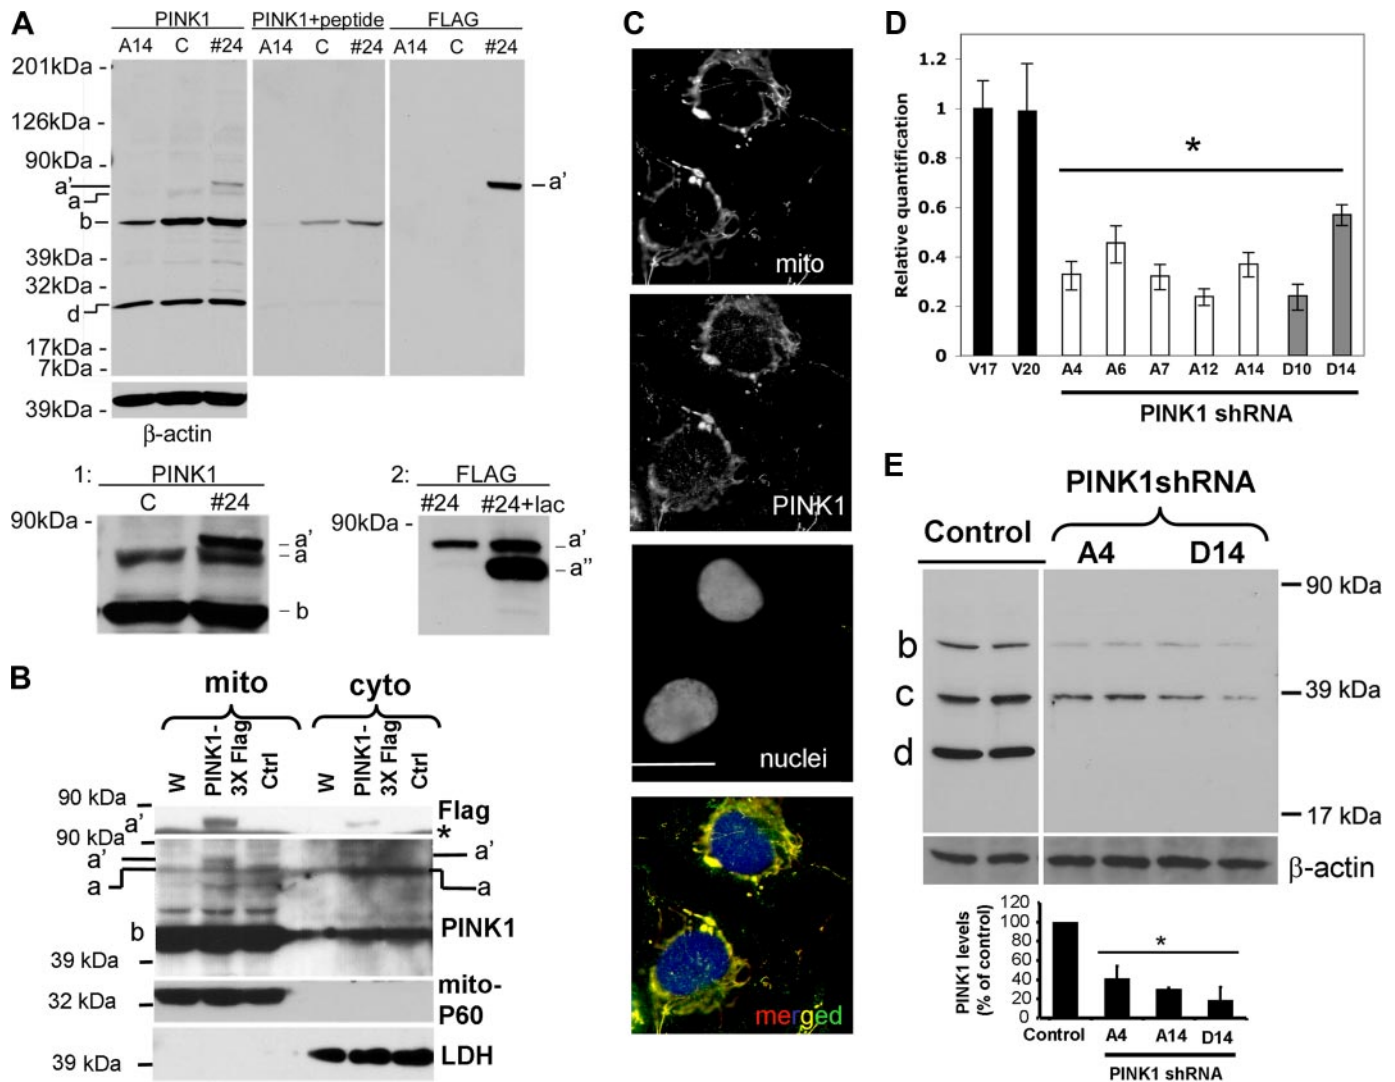 A
PINK1 PINK1+peptide FLAG
A14 C #24 A14 C #24 A14 C #24
201kDa -
126kDa -
90kDa -
a'
a
b
39kDa -
32kDa -
d
17kDa -
7kDa -
a'
39kDa -
β-actin
1: PINK1
C #24
90kDa -
a'
a
b
2: FLAG
#24 #24+lac
90kDa -
a'
a"
B
mito cyto
W PINK1-3X Flag Ctrl W PINK1-3X Flag Ctrl
90 kDa
a' Flag
*
90 kDa
a' a'
a a
b PINK1
39 kDa
mito-
32 kDa P60
39 kDa LDH
C
mito
PINK1
nuclei
merged
D
Relative quantification
1.2
1
0.8
0.6
0.4
0.2
0
*
V17 V20 A4 A6 A7 A12 A14 D10 D14
PINK1 shRNA
E
PINK1shRNA
Control
A4 D14
90 kDa
b
c 39 kDa
d
17 kDa
β-actin
PINK1 levels
(% of control)
120
100
80
60
40
20
0
*
Control A4 A14 D14
PINK1 shRNA